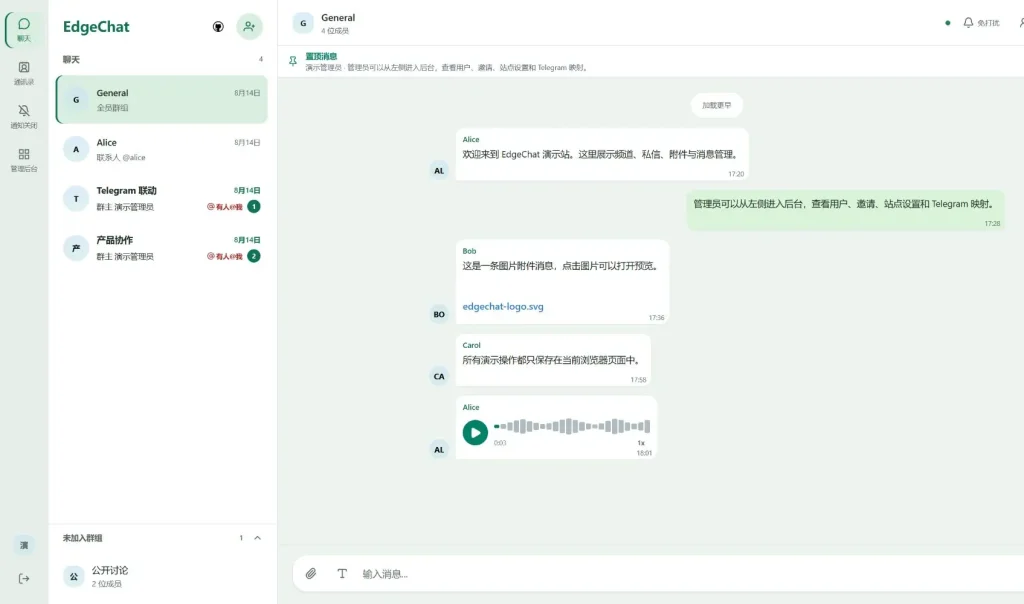 聊天
通讯录
通知关闭
管理后台
演
EdgeChat
聊天
4
G
General
8月14日
全员群组
A
Alice
8月14日
联系人 @alice
T
Telegram 联动
8月14日
群主 演示管理员
@有人@我
1
产
产品协作
8月14日
群主 演示管理员
@有人@我
2
未加入群组
1
公
公开讨论
2 位成员
G
General
4 位成员
免打扰
置顶消息
演示管理员 · 管理员可以从左侧进入后台，查看用户、邀请、站点设置和 Telegram 映射。
加载更早
Alice
欢迎来到 EdgeChat 演示站。这里展示频道、私信、附件与消息管理。
17:20
AL
管理员可以从左侧进入后台，查看用户、邀请、站点设置和 Telegram 映射。
17:28
Bob
这是一条图片附件消息，点击图片可以打开预览。
edgechat-logo.svg
17:36
BO
Carol
所有演示操作都只保存在当前浏览器页面中。
17:58
CA
Alice
0:03
1x
18:01
AL
T
输入消息...